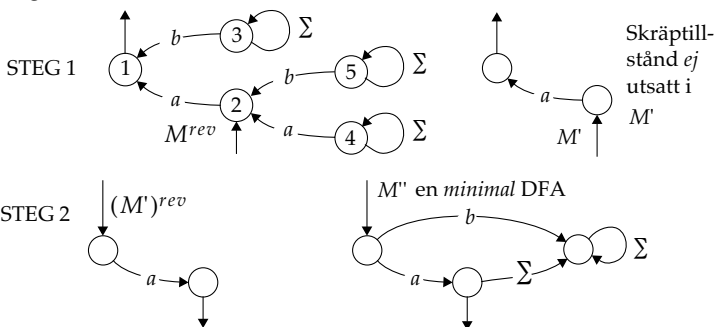 STEG 1
1
b
3
Σ
a
2
b
5
Σ
a
4
Σ
M^rev
a
M'
Skräptill-
stånd ej
utsatt i
M'
STEG 2
(M')^rev
a
M'' en minimal DFA
b
a
Σ
Σ